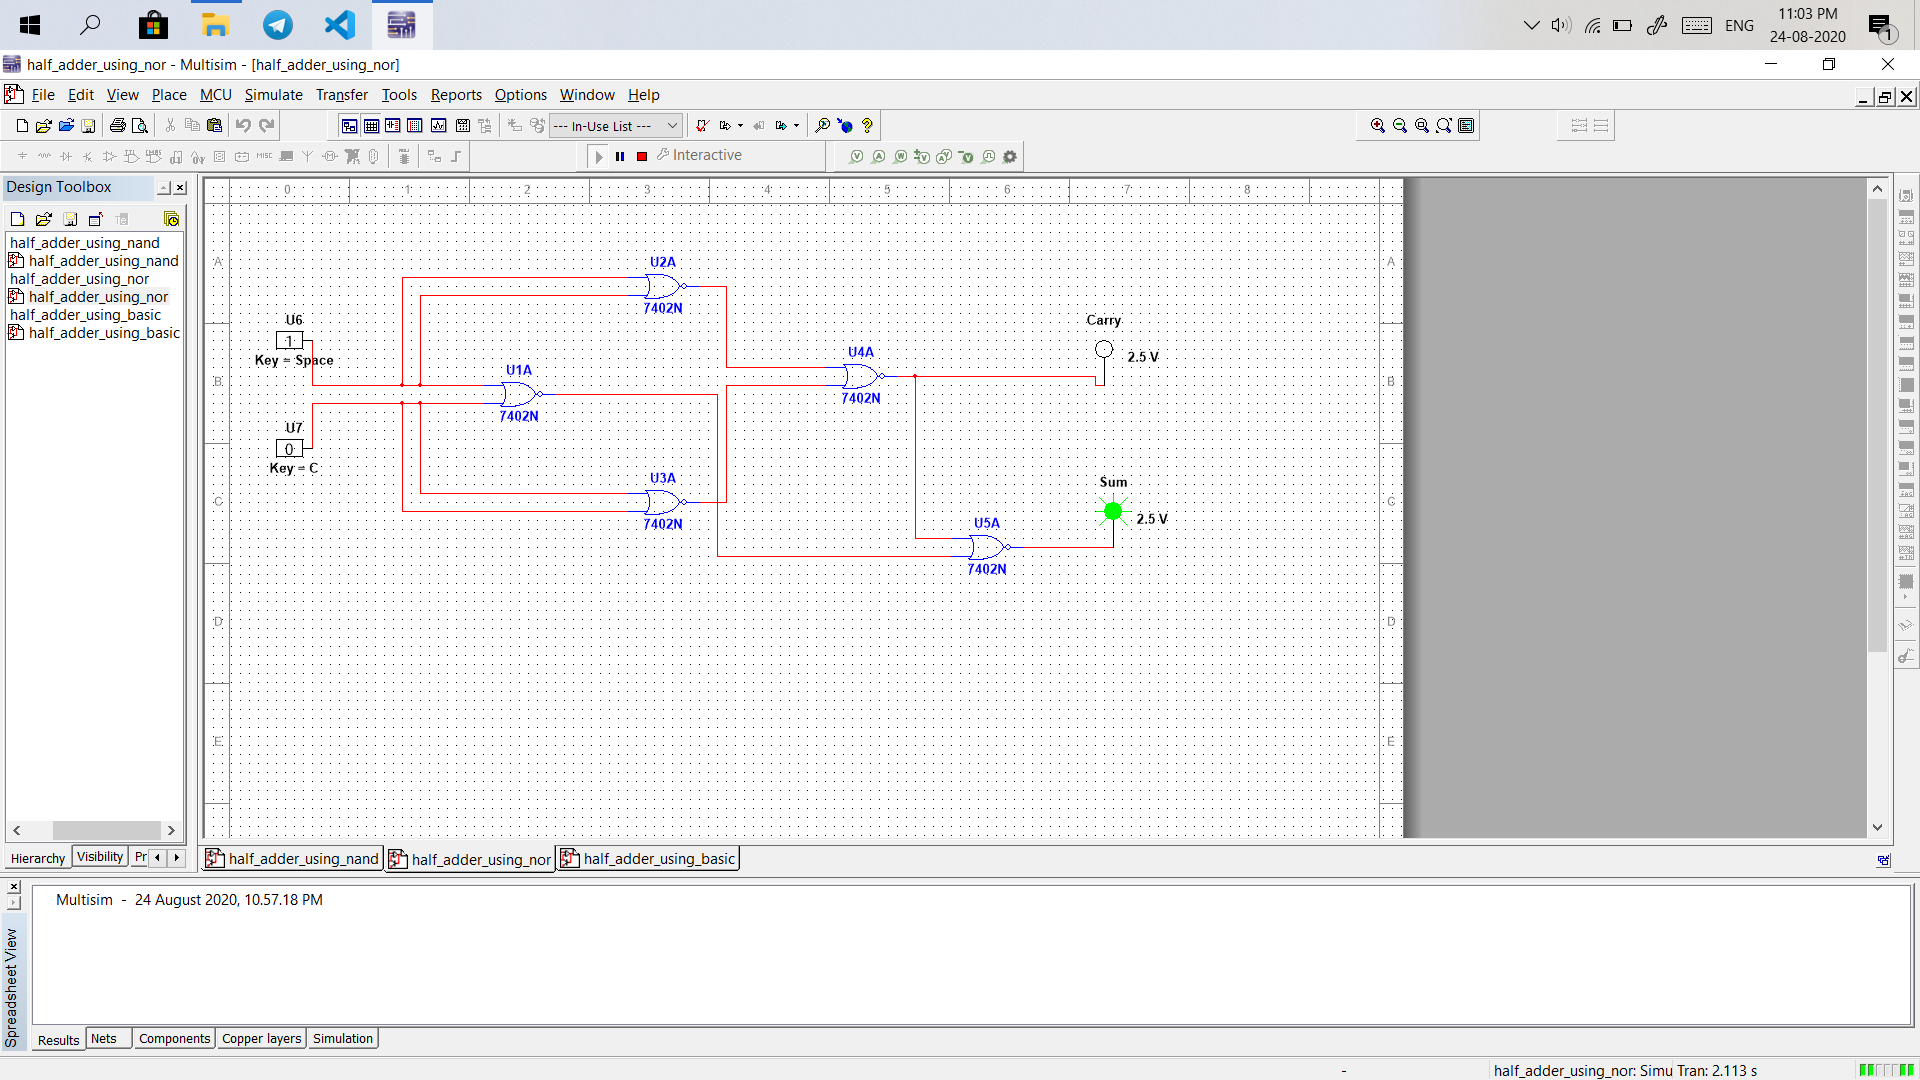 ENG
11:03 PM
24-08-2020
1
half_adder_using_nor - Multisim - [half_adder_using_nor]
File Edit View Place MCU Simulate Transfer Tools Reports Options Window Help
--- In-Use List ---
Interactive
Design Toolbox
half_adder_using_nand
half_adder_using_nand
half_adder_using_nor
half_adder_using_nor
half_adder_using_basic
half_adder_using_basic
Hierarchy Visibility Pr
0 1 2 3 4 5 6 7 8
A A
B B
C C
D D
E E
U2A
7402N
U6
1
Key = Space
U1A
7402N
U7
0
Key = C
U3A
7402N
U4A
7402N
Carry
2.5 V
Sum
2.5 V
U5A
7402N
half_adder_using_nand half_adder_using_nor half_adder_using_basic
Multisim - 24 August 2020, 10.57.18 PM
Spreadsheet View
Results Nets Components Copper layers Simulation
- half_adder_using_nor: Simu Tran: 2.113 s